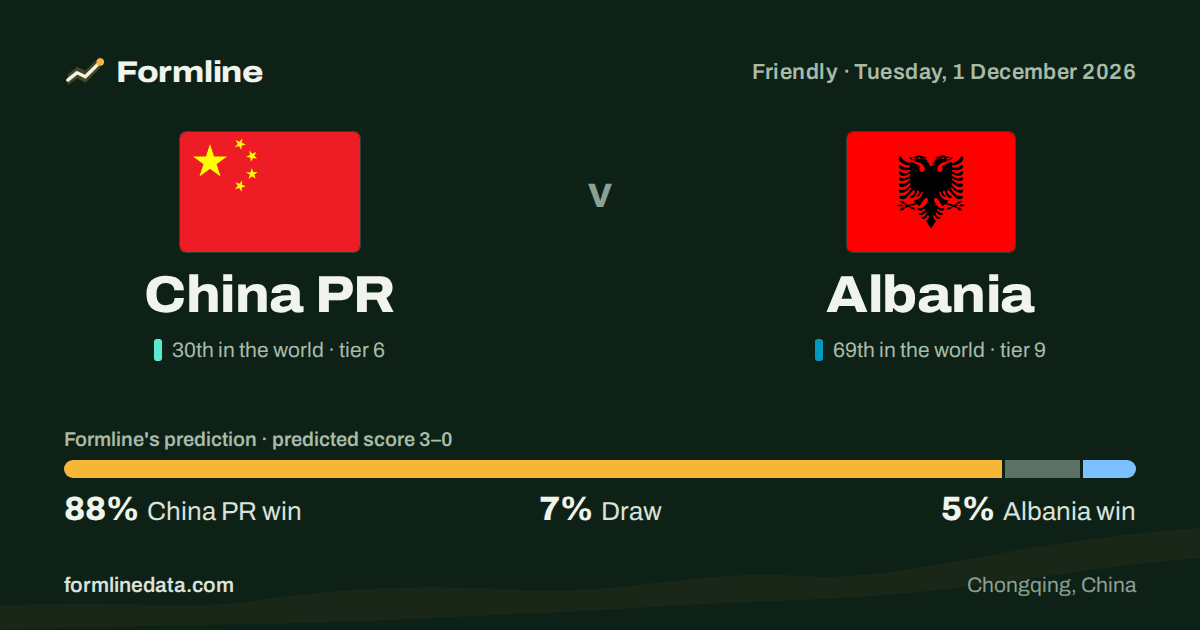 Formline
Friendly · Tuesday, 1 December 2026
v
China PR
Albania
30th in the world · tier 6
69th in the world · tier 9
Formline's prediction · predicted score 3–0
88% China PR win
7% Draw
5% Albania win
formlinedata.com
Chongqing, China